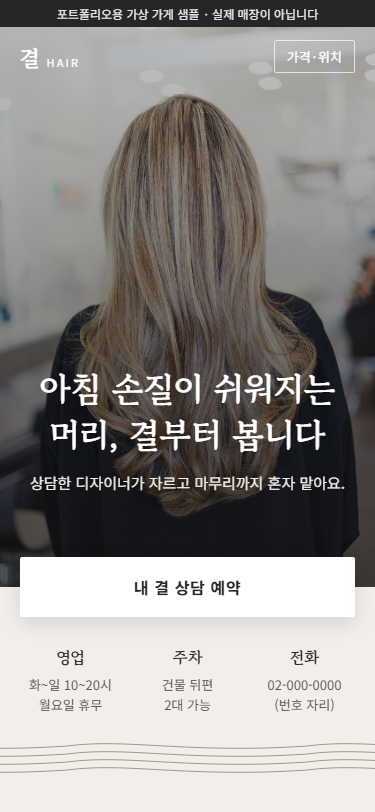 포트폴리오용 가상 가게 샘플 · 실제 매장이 아닙니다
결 HAIR
가격·위치
아침 손질이 쉬워지는
머리, 결부터 봅니다
상담한 디자이너가 자르고 마무리까지 혼자 맡아요.
내 결 상담 예약
영업
화~일 10~20시
월요일 휴무
주차
건물 뒤편
2대 가능
전화
02-000-0000
(번호 자리)